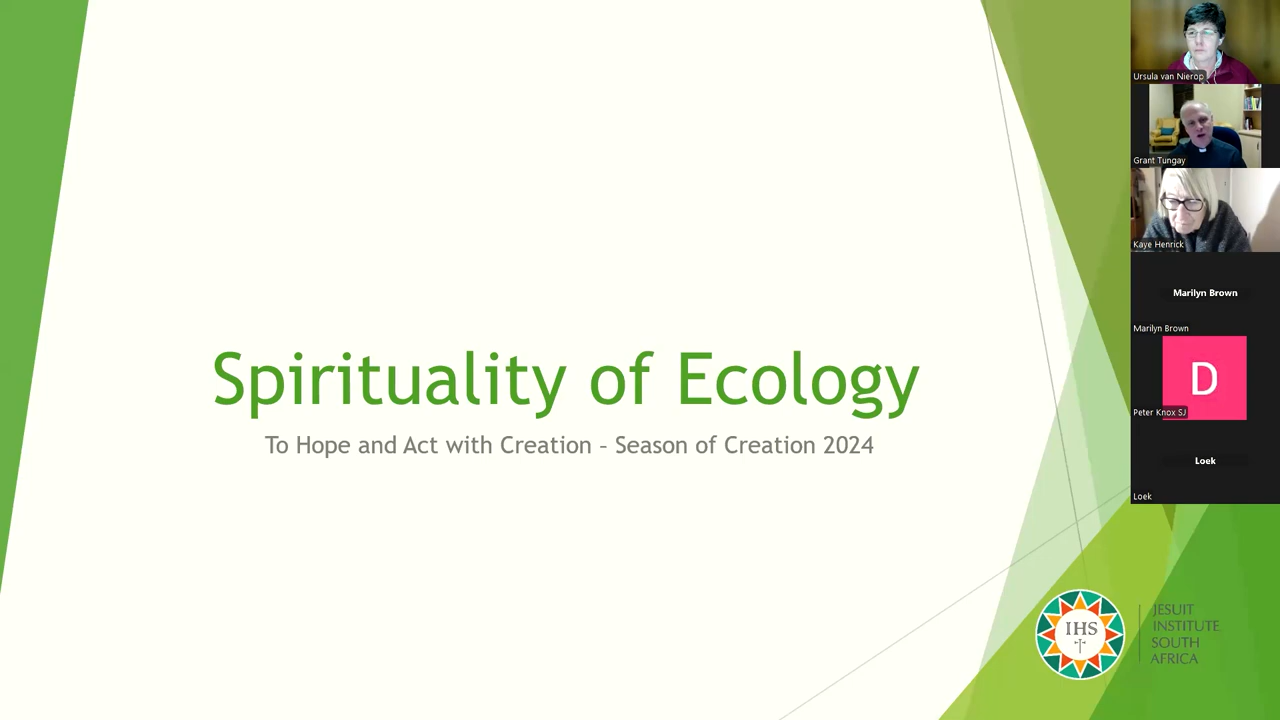 Spirituality of Ecology
To Hope and Act with Creation – Season of Creation 2024
Ursula van Nierop
Grant Tungay
Kaye Henrick
Marilyn Brown
Marilyn Brown
D
Peter Knox SJ
Loek
Loek
IHS
JESUIT
INSTITUTE
SOUTH
AFRICA